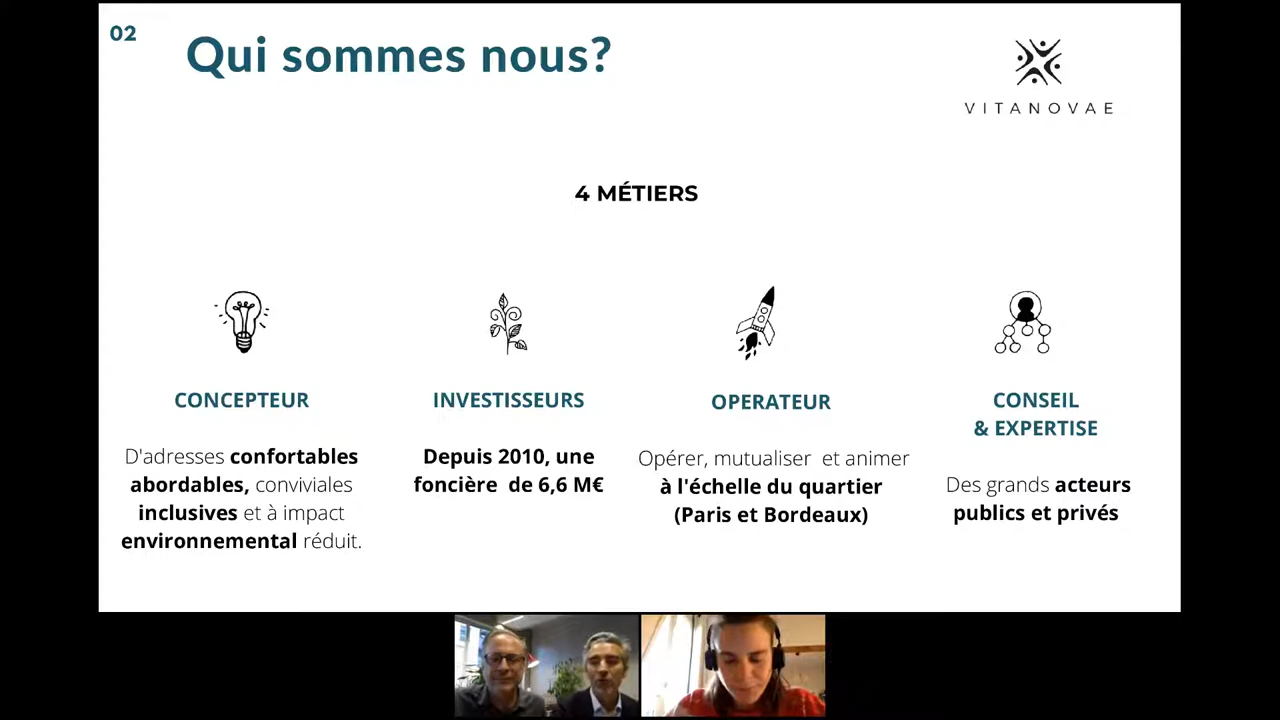 02
Qui sommes nous?
VITANOVAE
4 MÉTIERS
CONCEPTEUR
D'adresses confortables
abordables, conviviales
inclusives et à impact
environnemental réduit.
INVESTISSEURS
Depuis 2010, une
foncière de 6,6 M€
OPERATEUR
Opérer, mutualiser et animer
à l'échelle du quartier
(Paris et Bordeaux)
CONSEIL
& EXPERTISE
Des grands acteurs
publics et privés